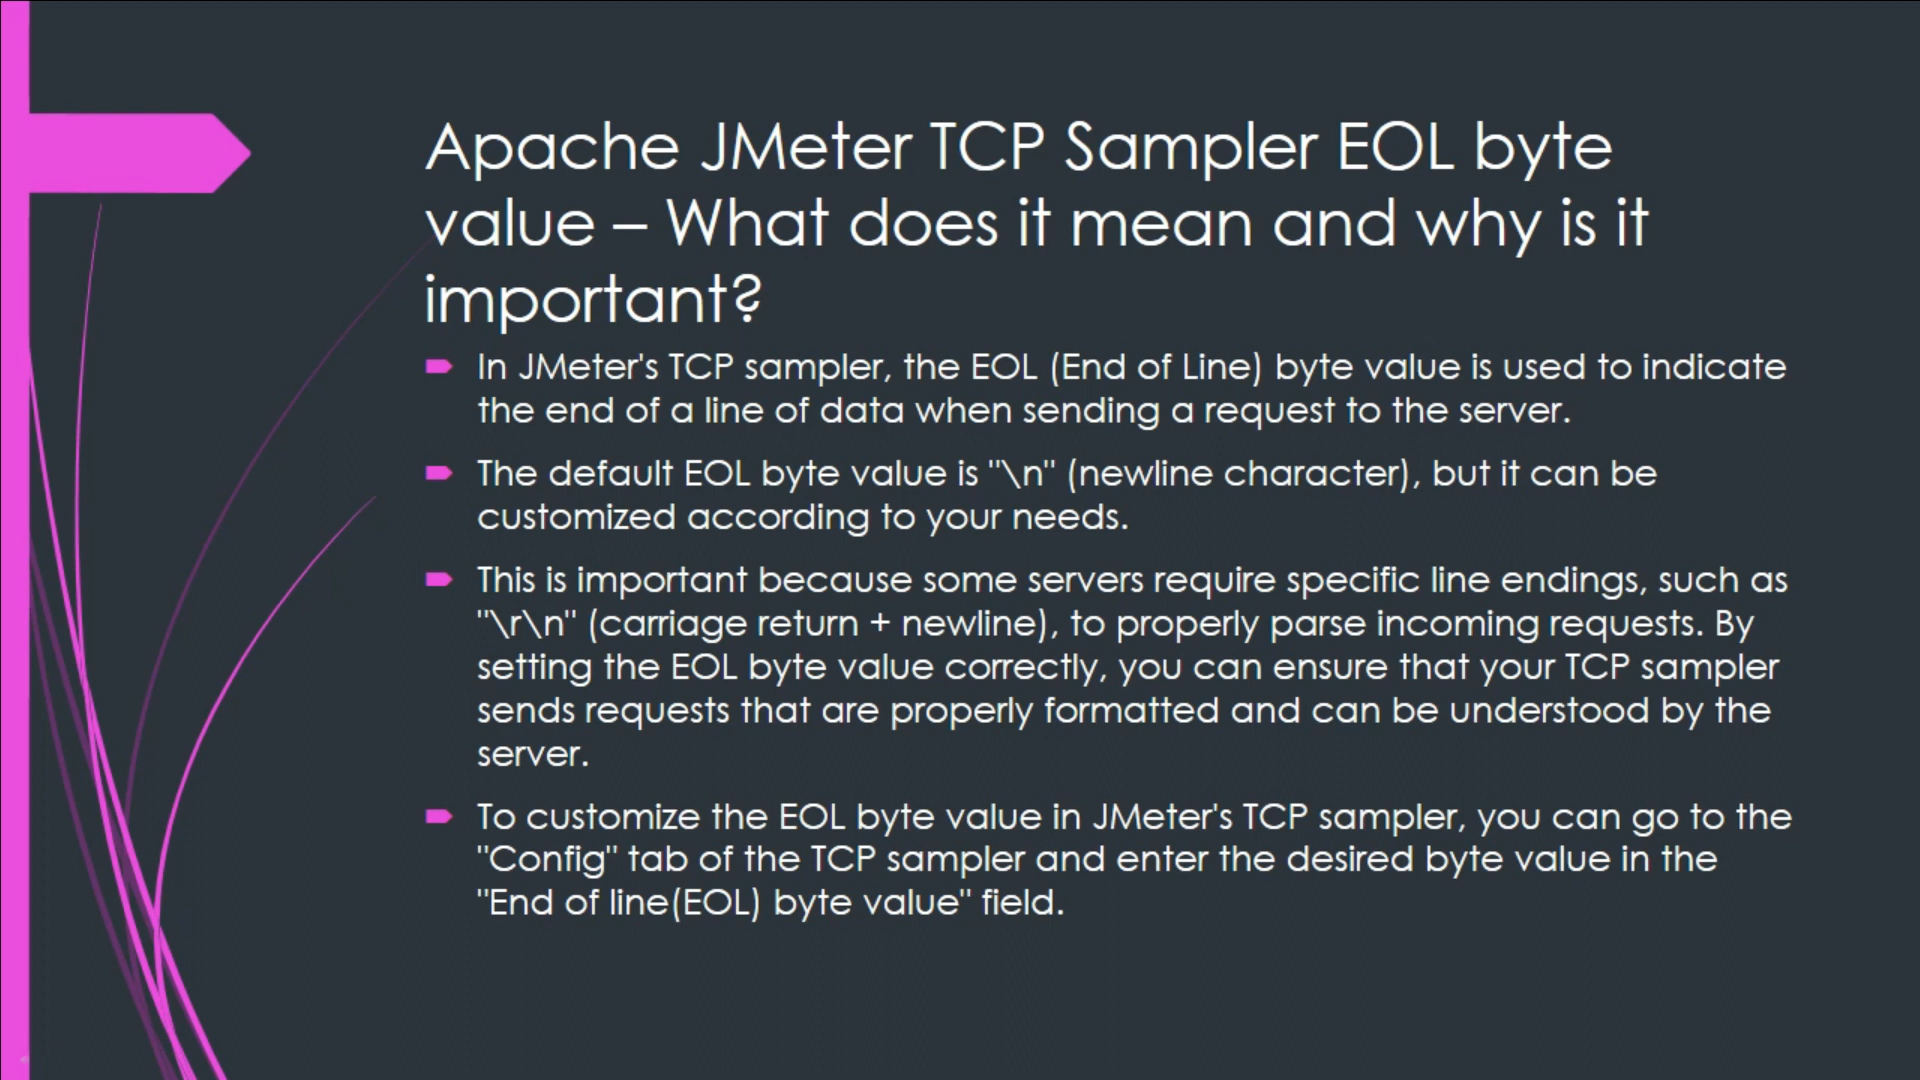 Apache JMeter TCP Sampler EOL byte
value – What does it mean and why is it
important?
In JMeter's TCP sampler, the EOL (End of Line) byte value is used to indicate
the end of a line of data when sending a request to the server.
The default EOL byte value is "\n" (newline character), but it can be
customized according to your needs.
This is important because some servers require specific line endings, such as
"\r\n" (carriage return + newline), to properly parse incoming requests. By
setting the EOL byte value correctly, you can ensure that your TCP sampler
sends requests that are properly formatted and can be understood by the
server.
To customize the EOL byte value in JMeter's TCP sampler, you can go to the
"Config" tab of the TCP sampler and enter the desired byte value in the
"End of line(EOL) byte value" field.